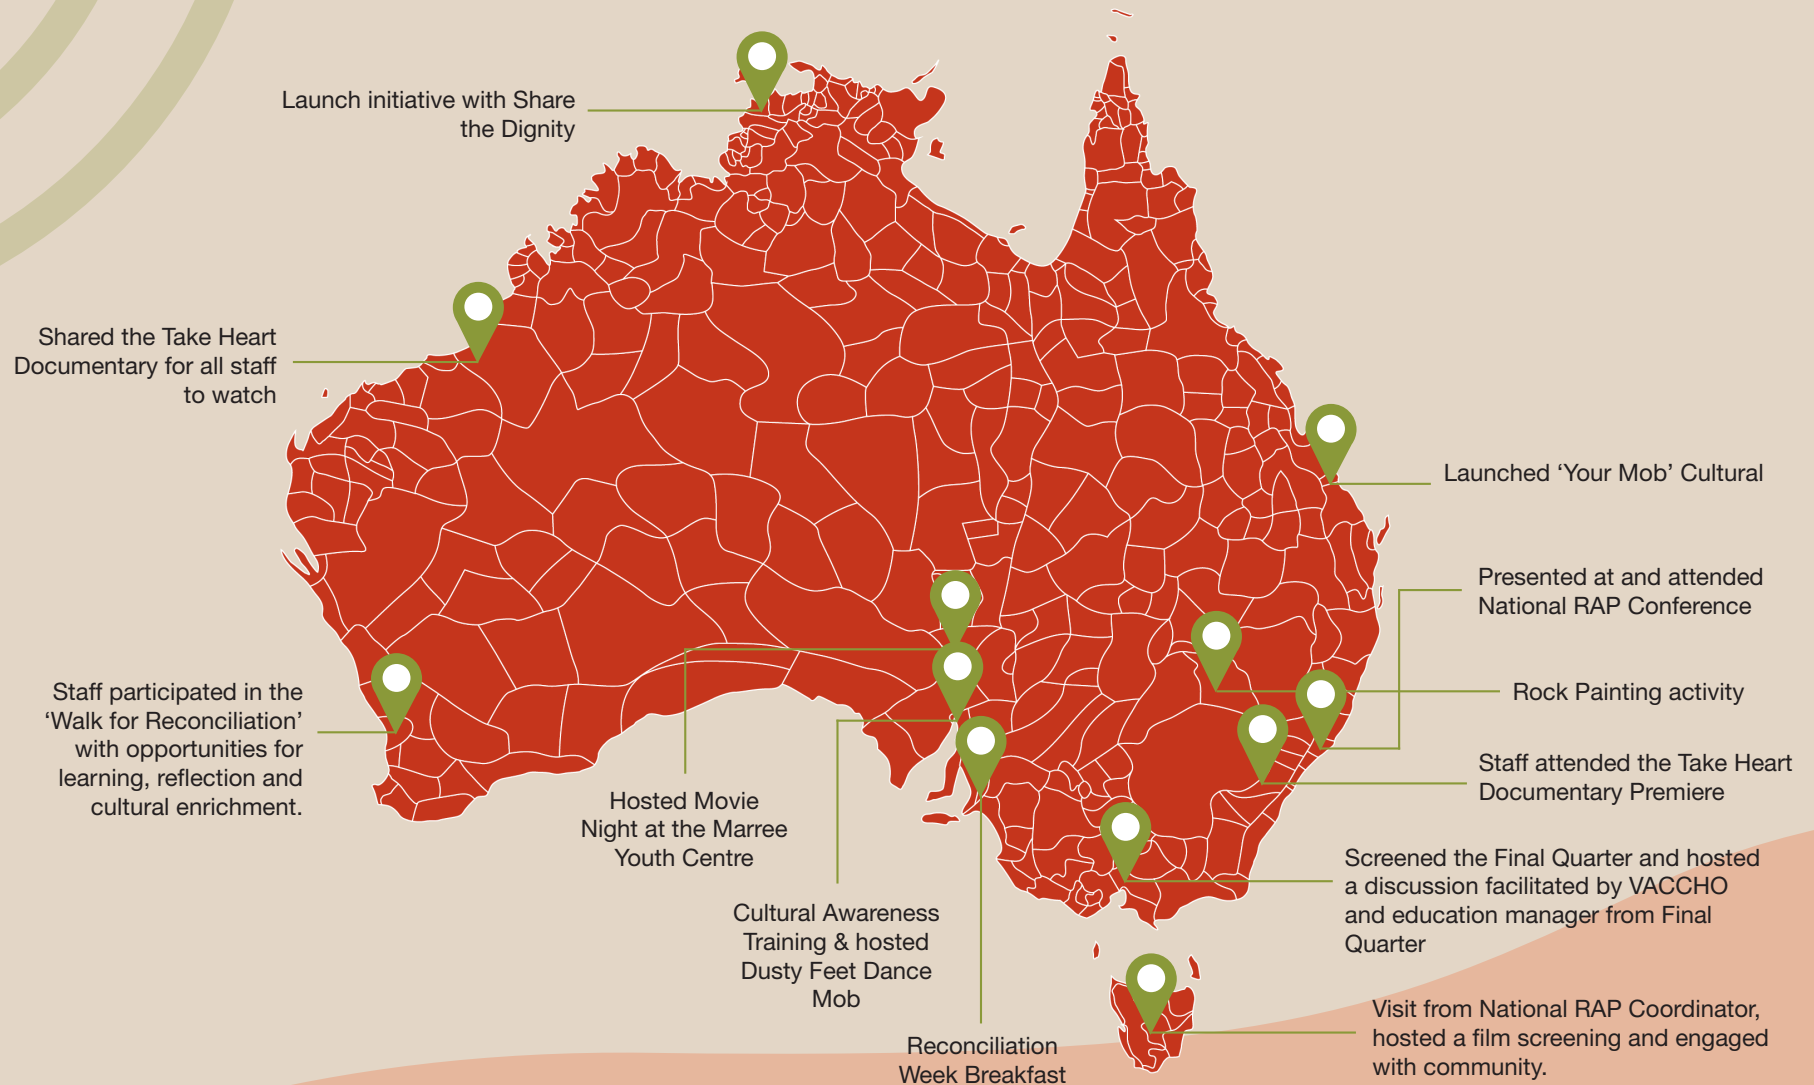 Launch initiative with Share
the Dignity
Shared the Take Heart
Documentary for all staff
to watch
Staff participated in the
‘Walk for Reconciliation’
with opportunities for
learning, reflection and
cultural enrichment.
Hosted Movie
Night at the Marree
Youth Centre
Cultural Awareness
Training & hosted
Dusty Feet Dance
Mob
Reconciliation
Week Breakfast
Launched ‘Your Mob’ Cultural
Presented at and attended
National RAP Conference
Rock Painting activity
Staff attended the Take Heart
Documentary Premiere
Screened the Final Quarter and hosted
a discussion facilitated by VACCHO
and education manager from Final
Quarter
Visit from National RAP Coordinator,
hosted a film screening and engaged
with community.